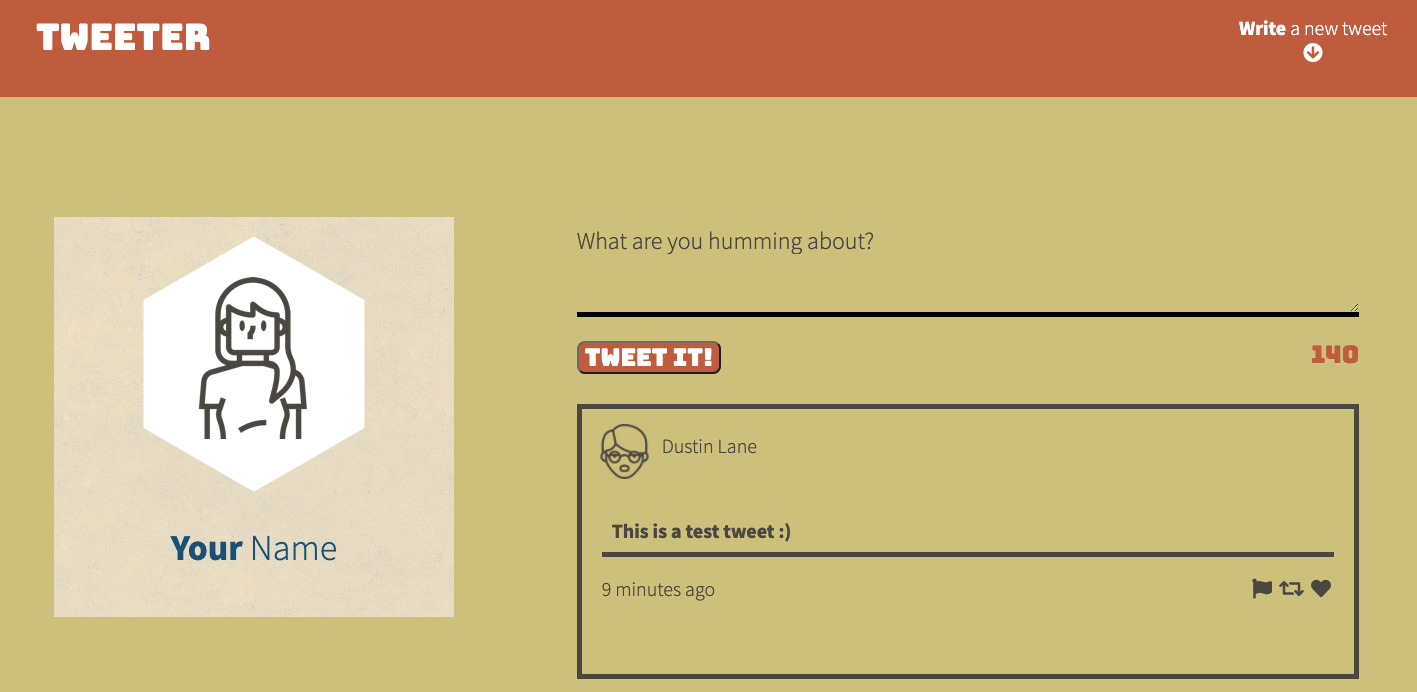 TWEETER
Write a new tweet
Your Name
What are you humming about?
TWEET IT!
140
Dustin Lane
This is a test tweet :)
9 minutes ago